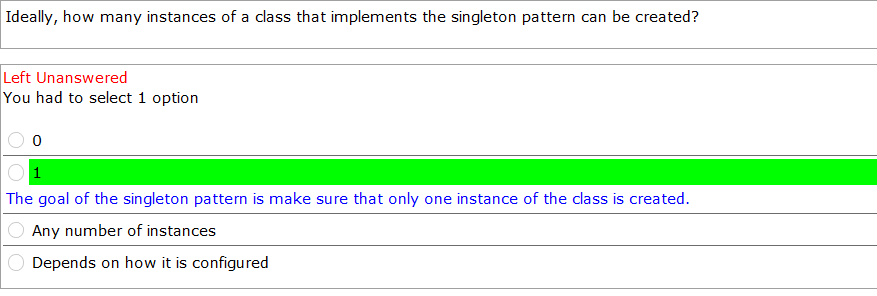 Ideally, how many instances of a class that implements the singleton pattern can be created?
Left Unanswered
You had to select 1 option
0
1
The goal of the singleton pattern is make sure that only one instance of the class is created.
Any number of instances
Depends on how it is configured